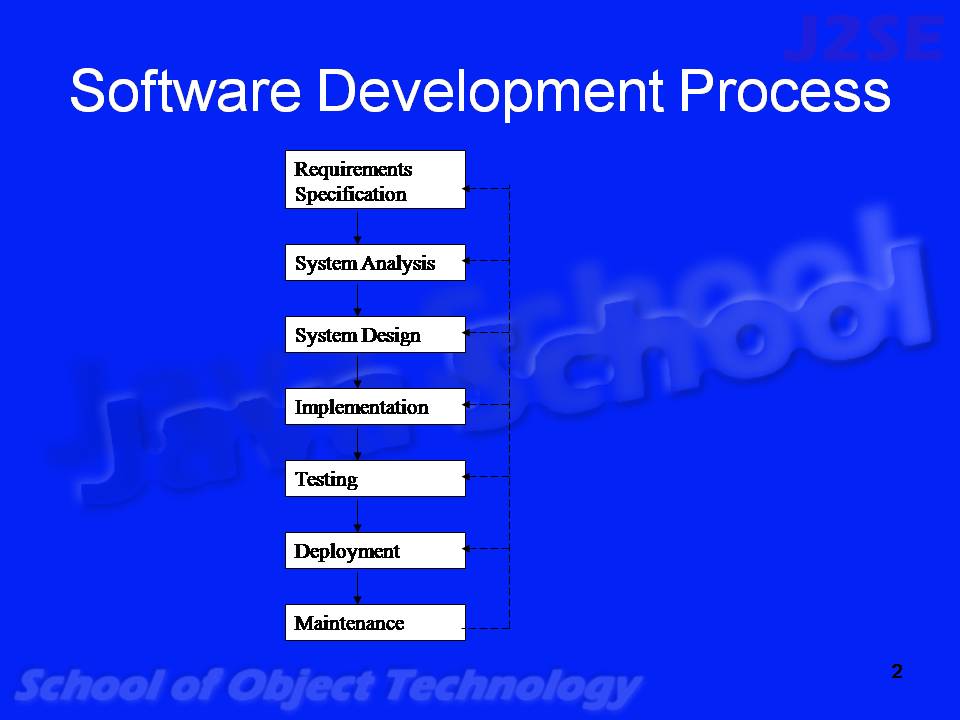 J2SE
Software Development Process
Requirements
Specification
System Analysis
System Design
Implementation
Testing
Deployment
Maintenance
Java School
School of Object Technology
2